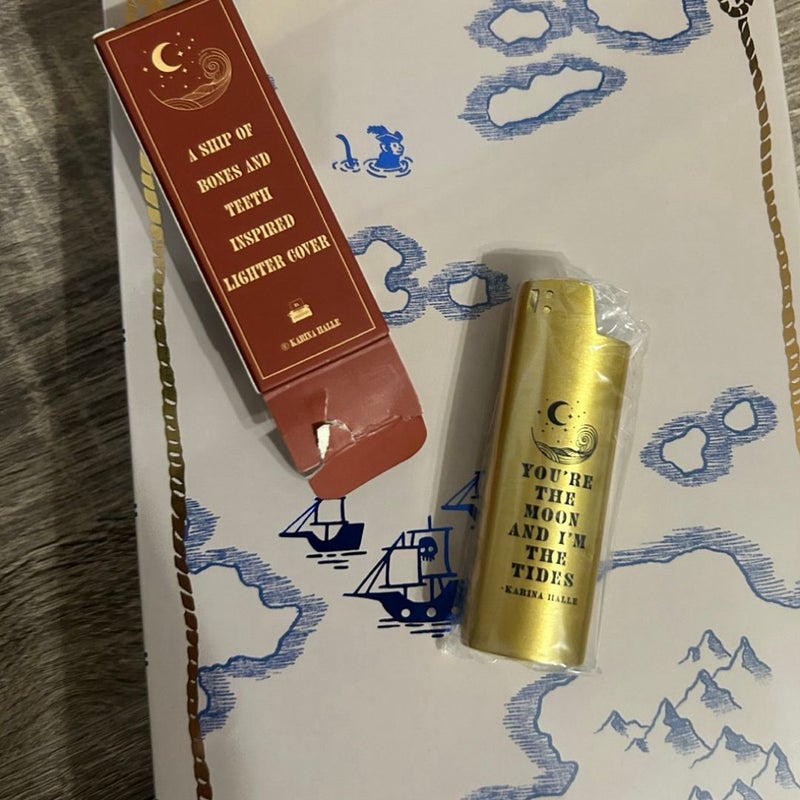 A SHIP OF
BONES AND
TEETH
INSPIRED
LIGHTER COVER
© KARINA HALLE
YOU'RE
THE
MOON
AND I'M
THE
TIDES
-KARINA HALLE